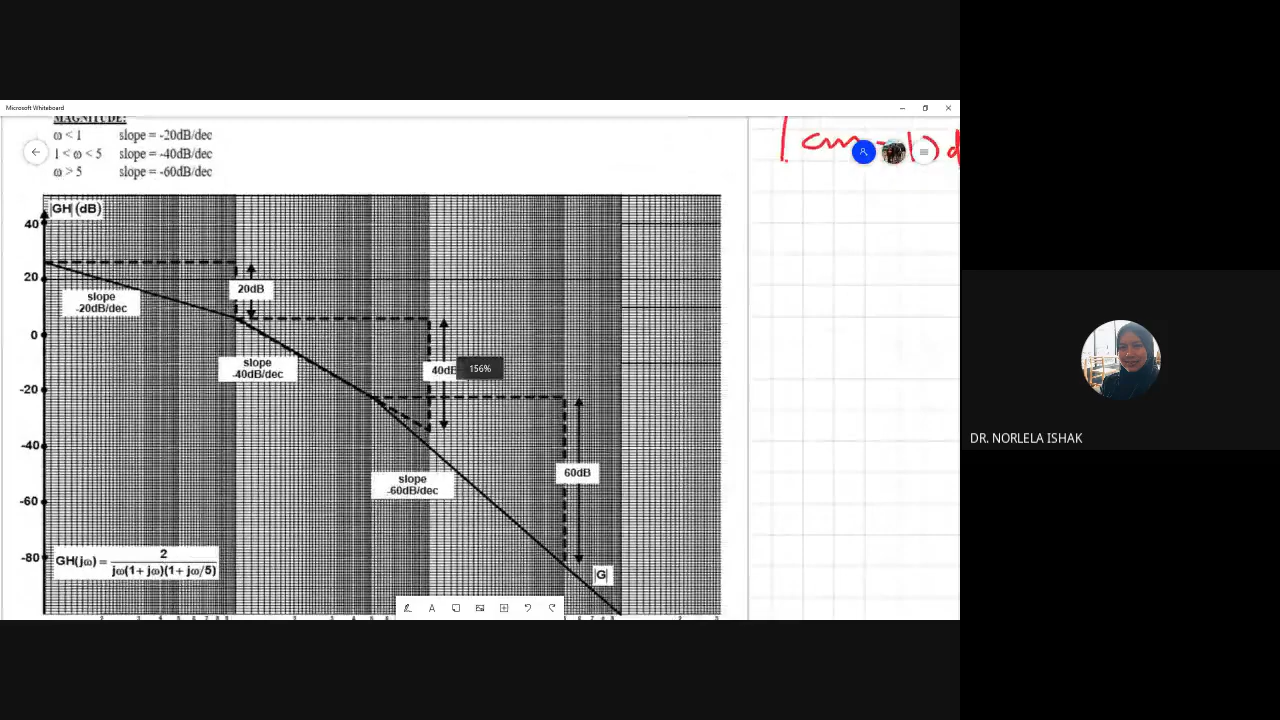 Microsoft Whiteboard
MAGNITUDE:
ω < 1 slope = -20dB/dec
1 < ω < 5 slope = -40dB/dec
ω > 5 slope = -60dB/dec
1 cm
GH| (dB)
40
20
0
-20
-40
-60
-80
slope
-20dB/dec
20dB
slope
-40dB/dec
156%
slope
-60dB/dec
60dB
GH(jω) = 2 / jω(1+ jω)(1+ jω/5)
|G|
A
DR. NORLELA ISHAK